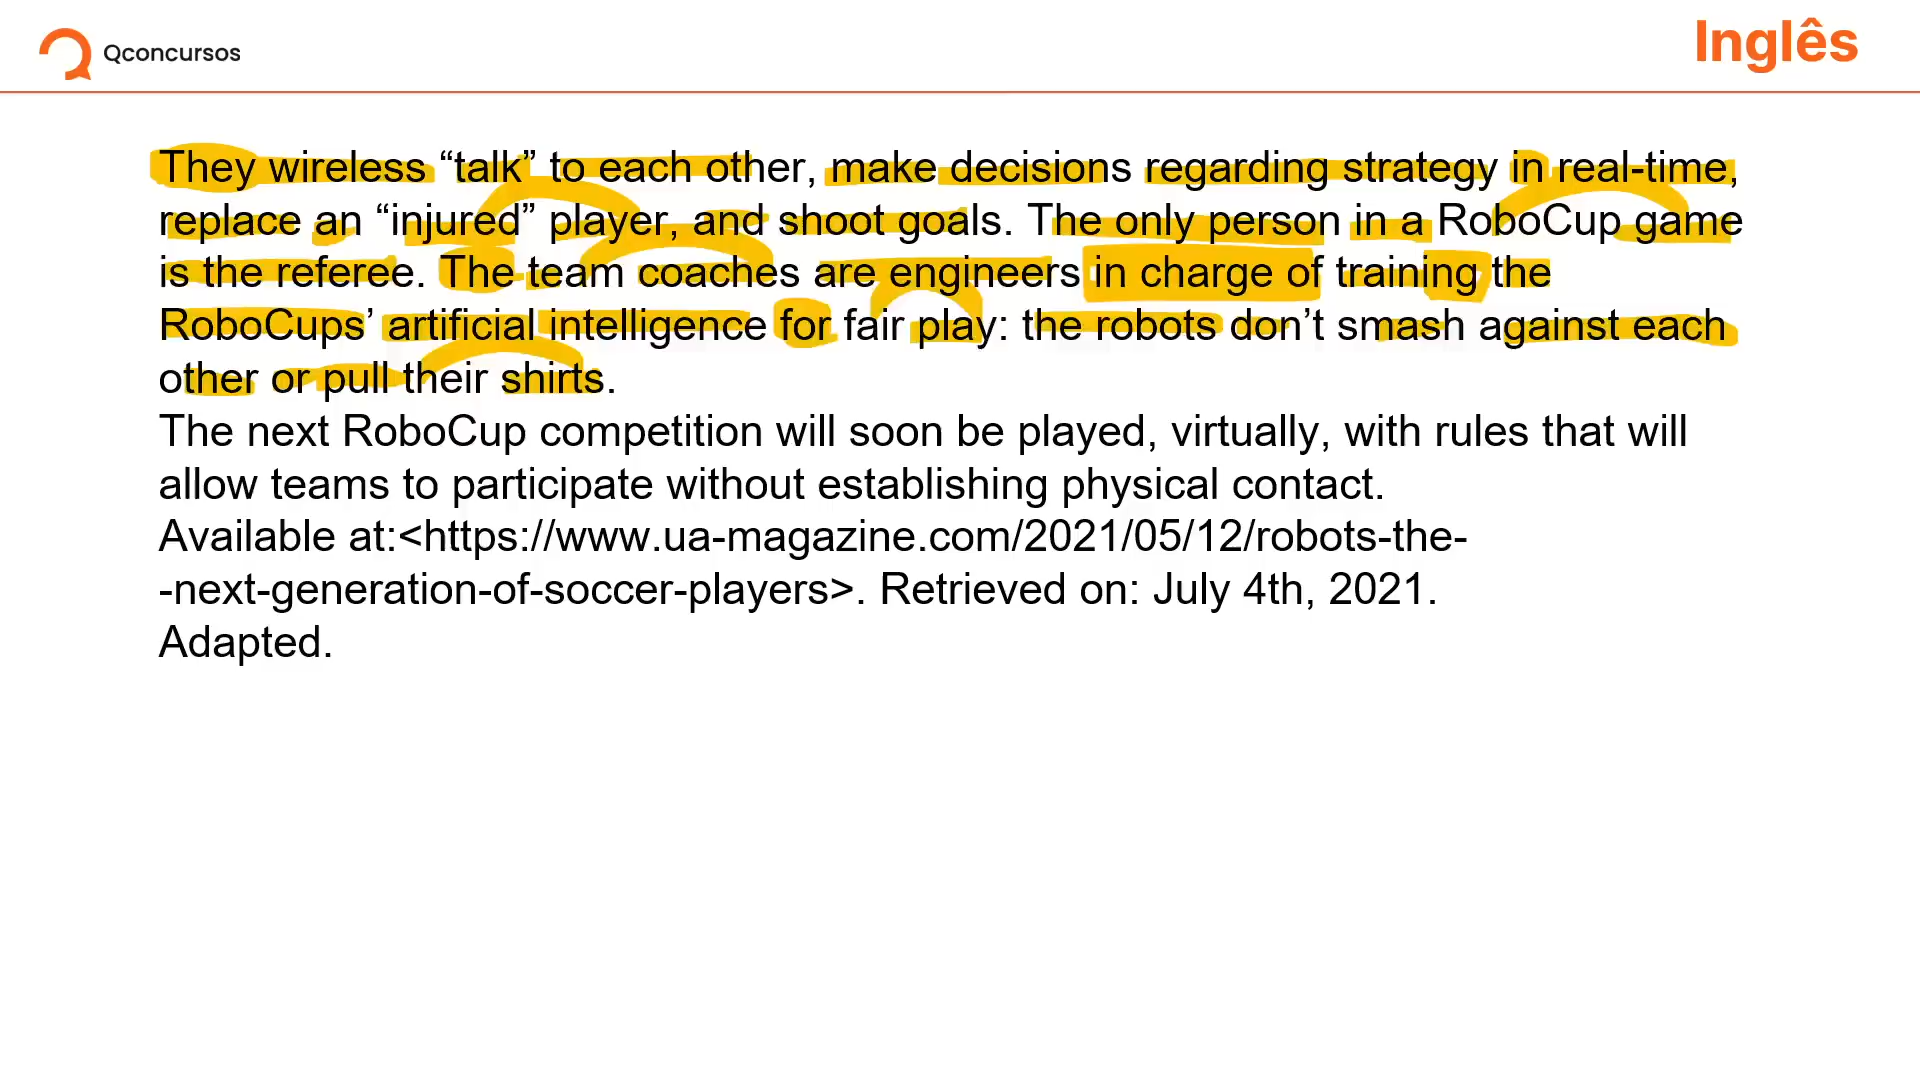 Qconcursos
Inglês
They wireless “talk” to each other, make decisions regarding strategy in real-time,
replace an “injured” player, and shoot goals. The only person in a RoboCup game
is the referee. The team coaches are engineers in charge of training the
RoboCups’ artificial intelligence for fair play: the robots don’t smash against each
other or pull their shirts.
The next RoboCup competition will soon be played, virtually, with rules that will
allow teams to participate without establishing physical contact.
Available at:<https://www.ua-magazine.com/2021/05/12/robots-the-
-next-generation-of-soccer-players>. Retrieved on: July 4th, 2021.
Adapted.